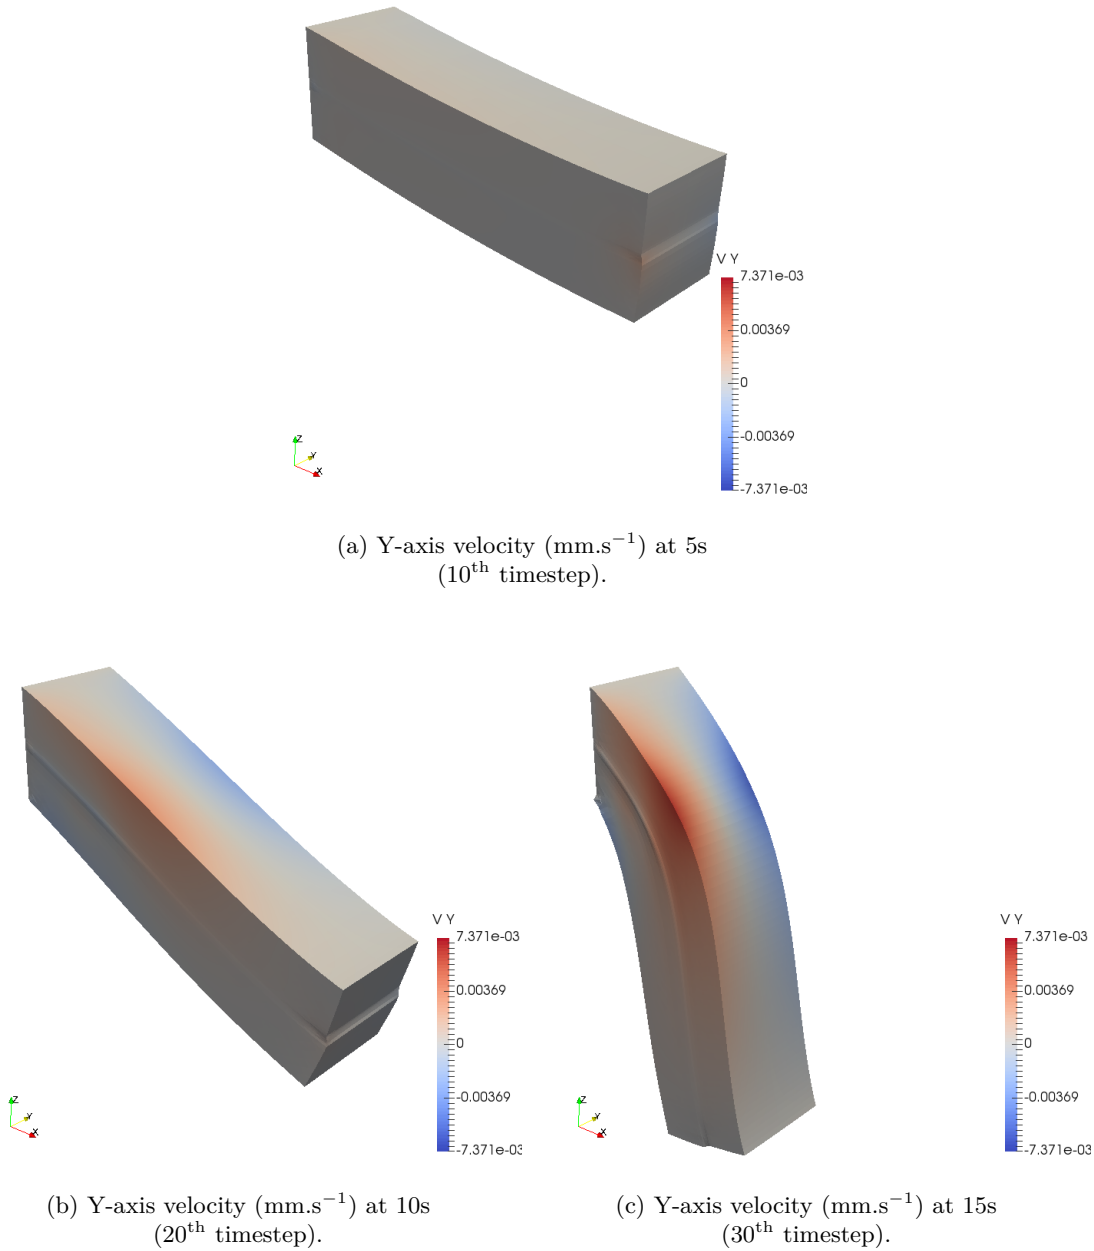 V Y
7.371e-03
0.00369
0
-0.00369
-7.371e-03
Z
Y
X
(a) Y-axis velocity (mm.s⁻¹) at 5s
(10ᵗʰ timestep).
V Y
7.371e-03
0.00369
0
-0.00369
-7.371e-03
Z
Y
X
(b) Y-axis velocity (mm.s⁻¹) at 10s
(20ᵗʰ timestep).
V Y
7.371e-03
0.00369
0
-0.00369
-7.371e-03
Z
Y
X
(c) Y-axis velocity (mm.s⁻¹) at 15s
(30ᵗʰ timestep).